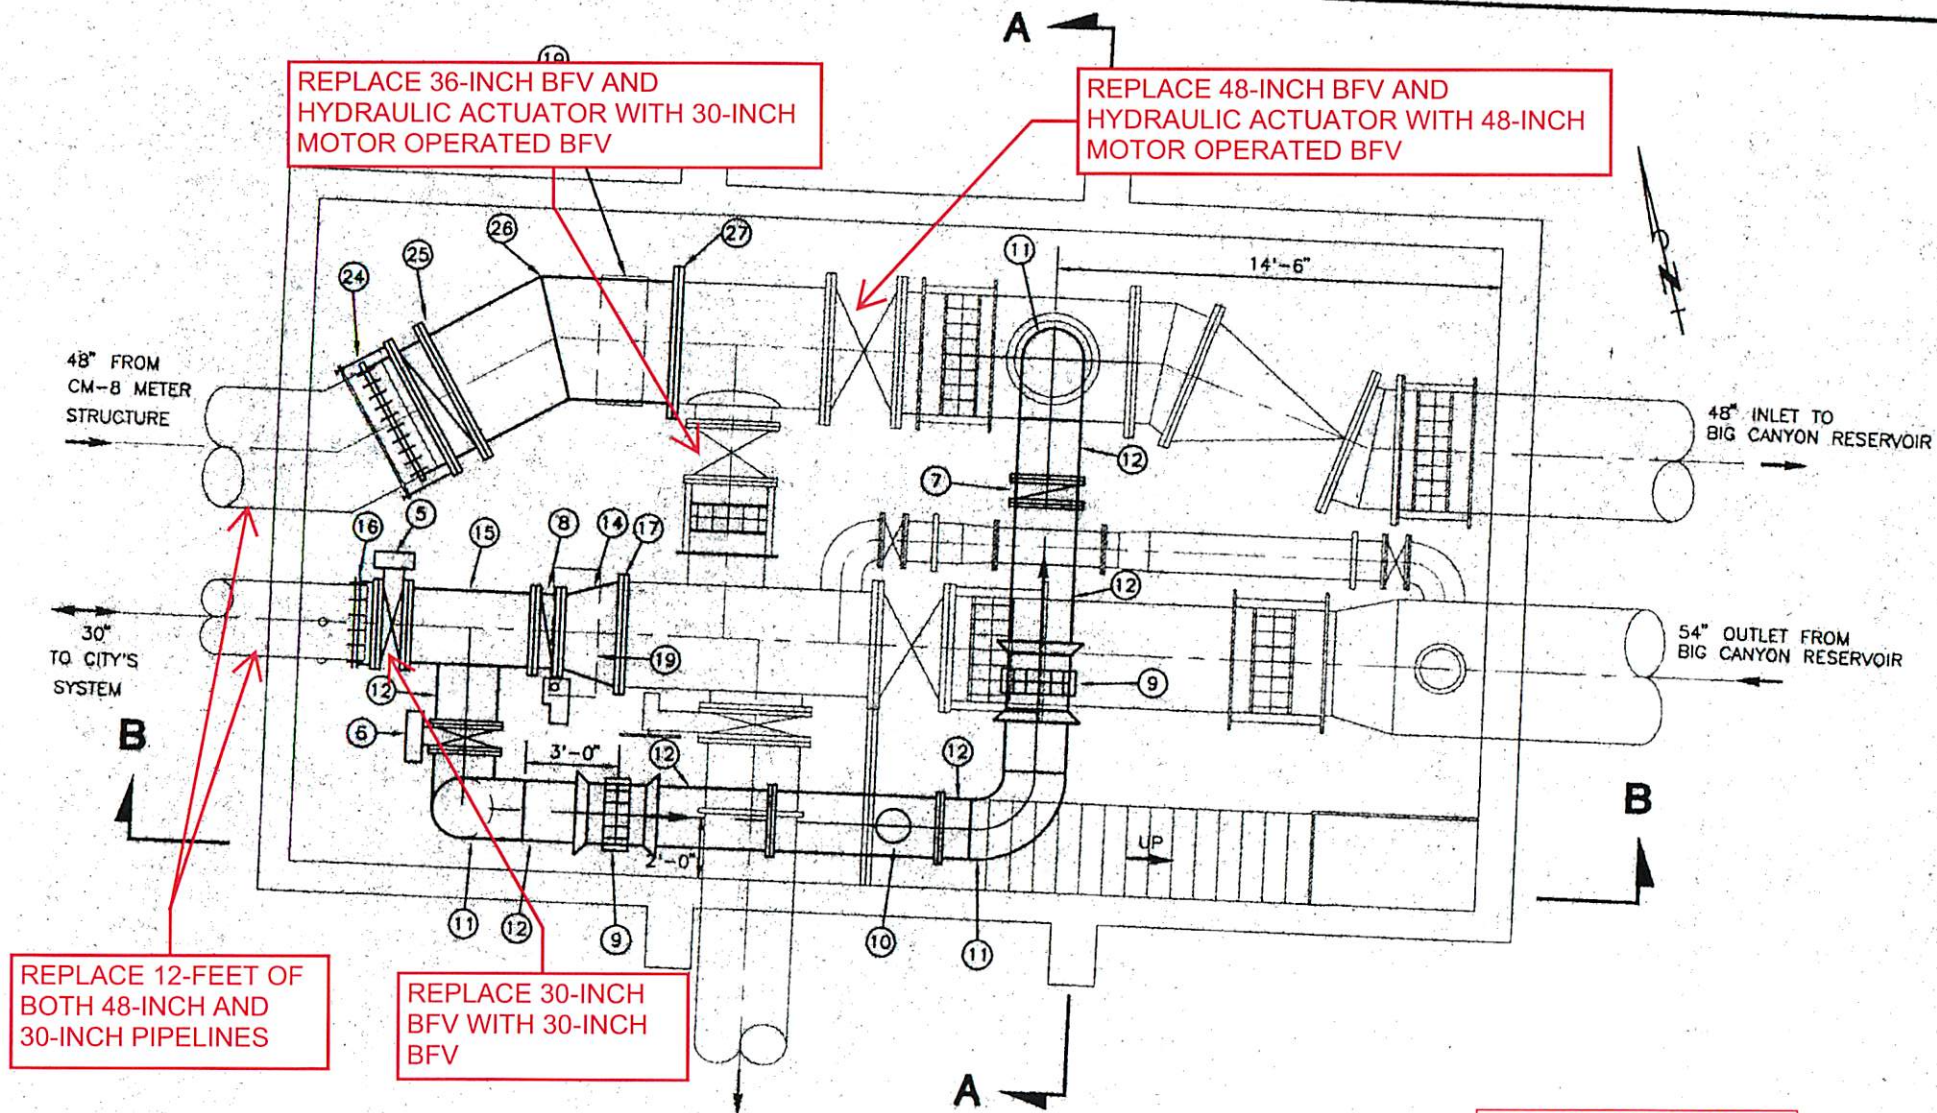 A
19
REPLACE 36-INCH BFV AND
HYDRAULIC ACTUATOR WITH 30-INCH
MOTOR OPERATED BFV
REPLACE 48-INCH BFV AND
HYDRAULIC ACTUATOR WITH 48-INCH
MOTOR OPERATED BFV
N
26
27
25
24
11
14'-6"
48" FROM
CM-8 METER
STRUCTURE
48" INLET TO
BIG CANYON RESERVOIR
12
7
16
5
15
8
14
17
12
30"
TO CITY'S
SYSTEM
19
54" OUTLET FROM
BIG CANYON RESERVOIR
12
9
B
6
3'-0"
12
12
B
2'-0"
UP
11
12
9
10
11
REPLACE 12-FEET OF
BOTH 48-INCH AND
30-INCH PIPELINES
REPLACE 30-INCH
BFV WITH 30-INCH
BFV
A